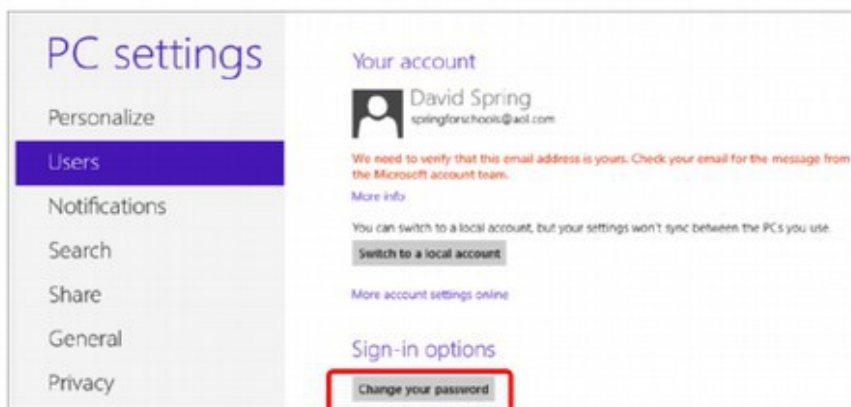 PC settings
Personalize
Users
Notifications
Search
Share
General
Privacy
Your account
David Spring
springforschools@aol.com
We need to verify that this email address is yours. Check your email for the message from
the Microsoft account team.
More info
You can switch to a local account, but your settings won't sync between the PCs you use.
Switch to a local account
More account settings online
Sign-in options
Change your password